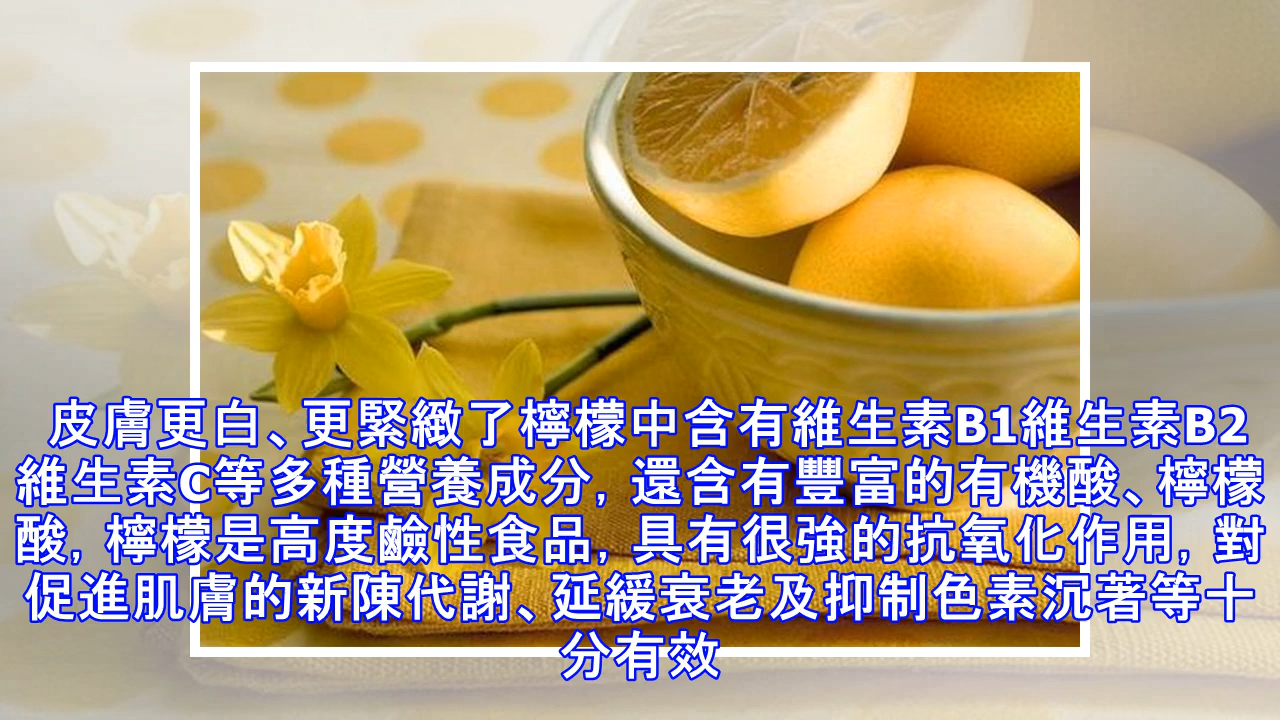 皮膚更白、更緊緻了檸檬中含有維生素B1維生素B2
維生素C等多種營養成分, 還含有豐富的有機酸、檸檬
酸, 檸檬是高度鹼性食品, 具有很強的抗氧化作用, 對
促進肌膚的新陳代謝、延緩衰老及抑制色素沉著等十
分有效